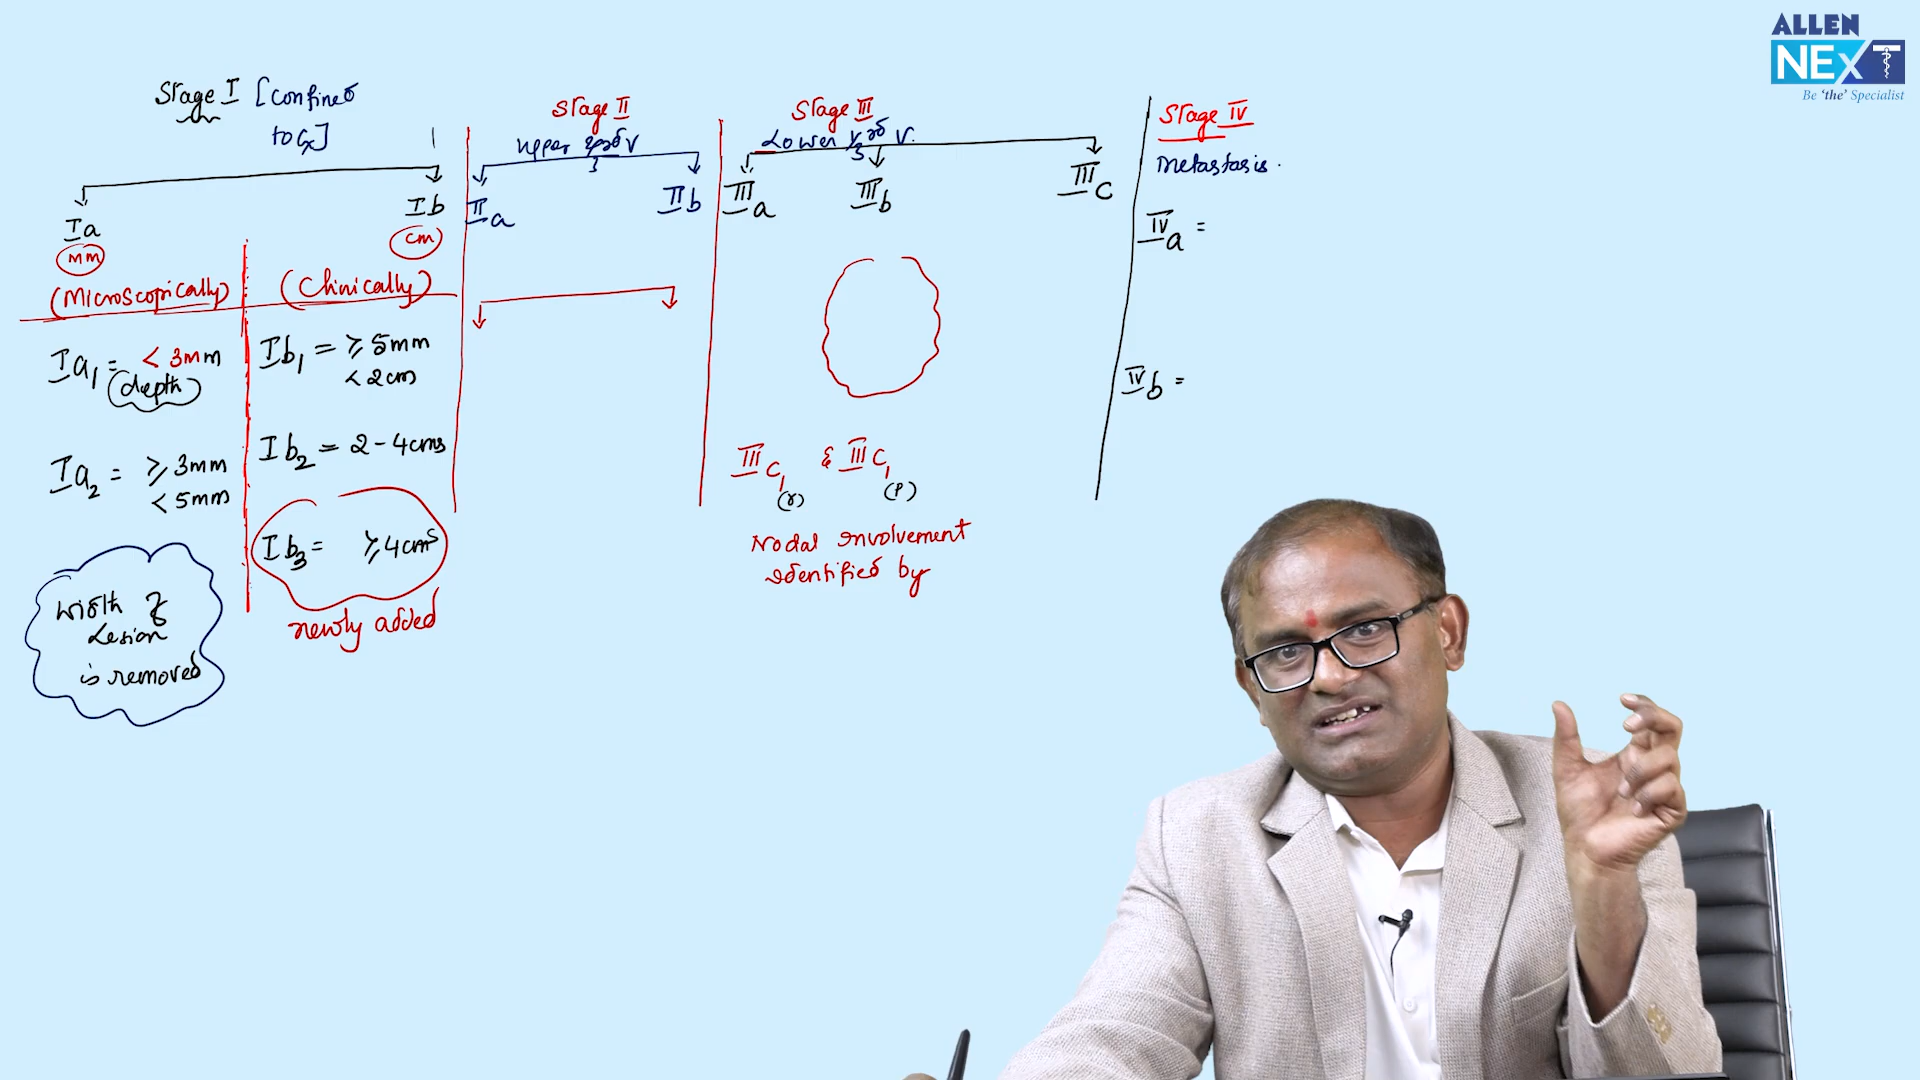 ALLEN
NEXT
Be 'the' Specialist
Stage I [confined
to Cx]
Ia
mm
(Microscopically)
Ia1 = < 3mm
(depth)
Ia2 = ⩾ 3mm
< 5mm
width of
Lesion
is removed
Ib
cm
(Clinically)
Ib1 = ⩾ 5mm
< 2cm
Ib2 = 2-4cms
Ib3 = ⩾ 4cms
newly added
Stage II
upper 2/3rd V
IIa
IIb
Stage III
Lower 1/3rd V.
IIIa
IIIb
IIIc
IIIc1 & IIIc1
(r) (P)
Nodal involvement
identified by
Stage IV
Metastasis.
IVa =
IVb =